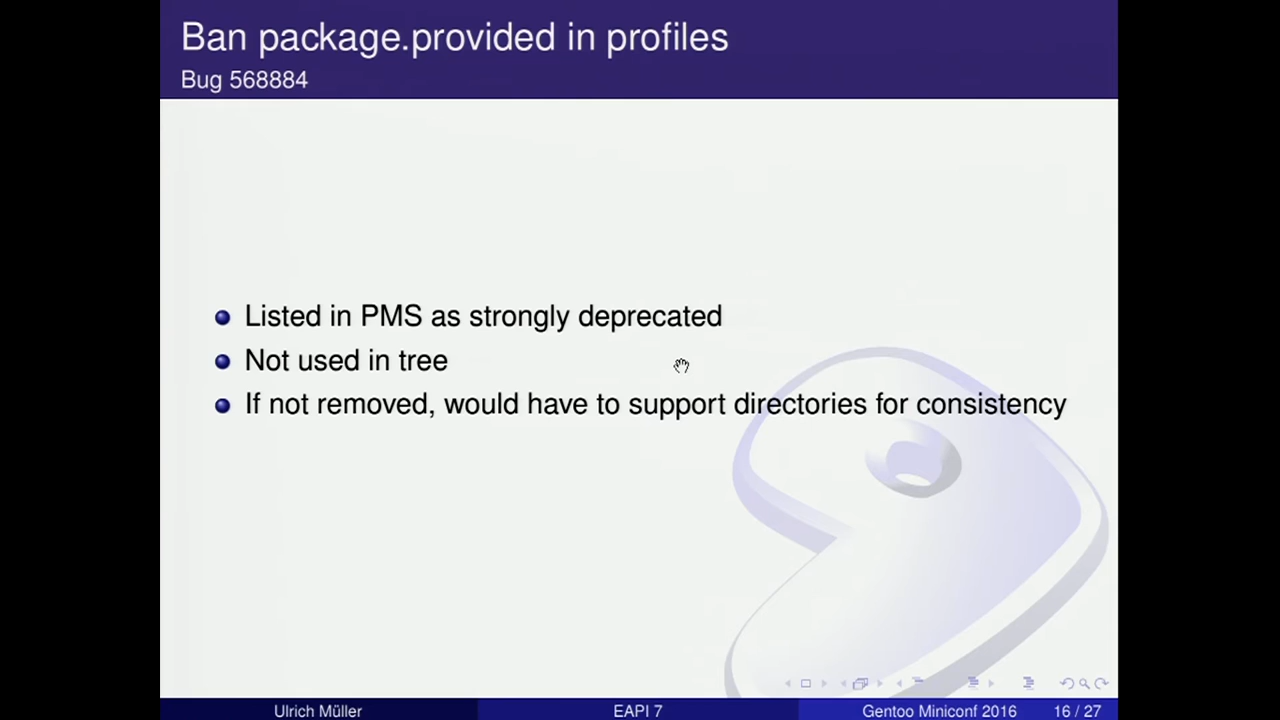 Ban package.provided in profiles
Bug 568884
Listed in PMS as strongly deprecated
Not used in tree
If not removed, would have to support directories for consistency
Ulrich Müller
EAPI 7
Gentoo Miniconf 2016
16 / 27